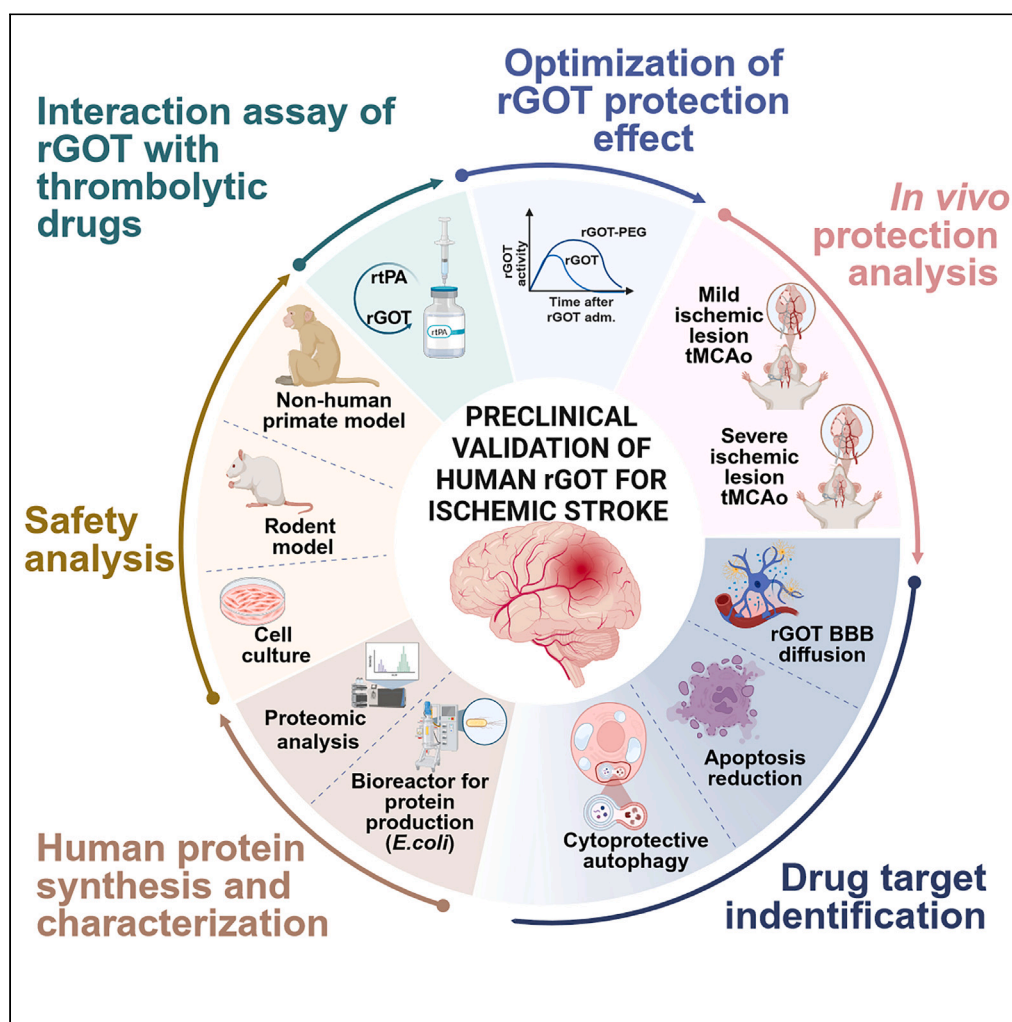 Optimization of
rGOT protection
effect
Interaction assay of
rGOT with
thrombolytic
drugs
In vivo
protection
analysis
rGOT
activity
rGOT-PEG
rGOT
Time after
rGOT adm.
rtPA
rGOT
rtPA
Mild
ischemic
lesion
tMCAo
Severe
ischemic
lesion
tMCAo
Non-human
primate model
Rodent
model
Cell
culture
Safety
analysis
PRECLINICAL
VALIDATION OF
HUMAN rGOT FOR
ISCHEMIC STROKE
rGOT BBB
diffusion
Apoptosis
reduction
Cytoprotective
autophagy
Proteomic
analysis
Bioreactor for
protein
production
(E.coli)
Human protein
synthesis and
characterization
Drug target
indentification